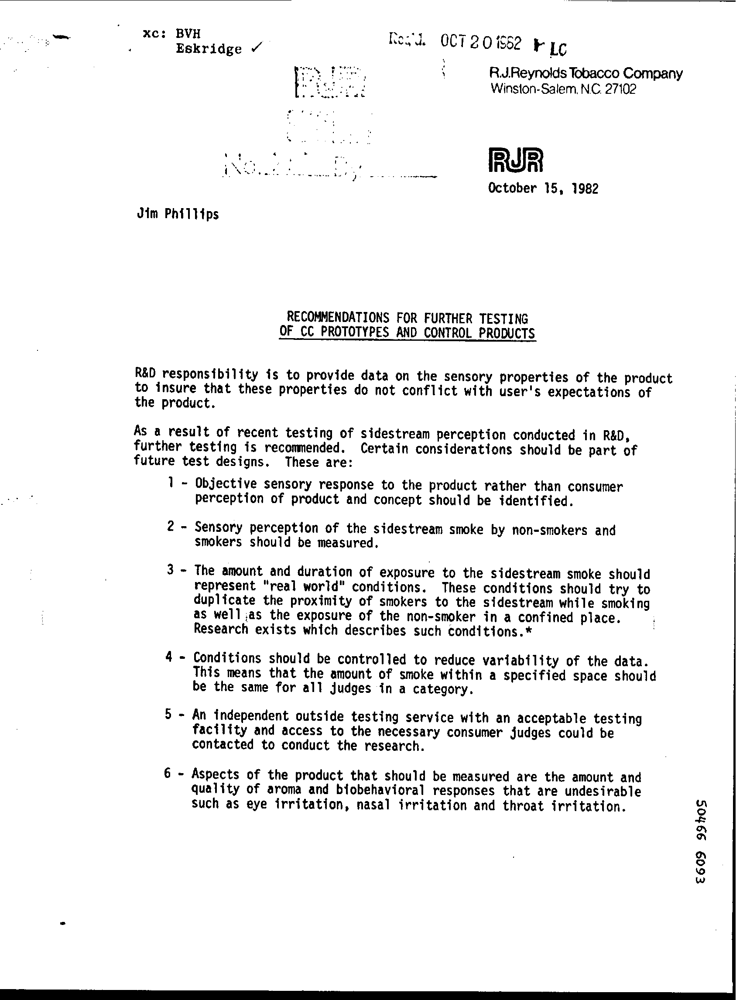 xc: BVH
Eskridge ✓
Rec'd. OCT 20 1982 LC
R.J.Reynolds Tobacco Company
Winston-Salem, N.C. 27102
No. By
RJR
October 15, 1982
Jim Phillips
RECOMMENDATIONS FOR FURTHER TESTING
OF CC PROTOTYPES AND CONTROL PRODUCTS
R&D responsibility is to provide data on the sensory properties of the product
to insure that these properties do not conflict with user's expectations of
the product.
As a result of recent testing of sidestream perception conducted in R&D,
further testing is recommended. Certain considerations should be part of
future test designs. These are:
1 - Objective sensory response to the product rather than consumer
perception of product and concept should be identified.
2 - Sensory perception of the sidestream smoke by non-smokers and
smokers should be measured.
3 - The amount and duration of exposure to the sidestream smoke should
represent "real world" conditions. These conditions should try to
duplicate the proximity of smokers to the sidestream while smoking
as well as the exposure of the non-smoker in a confined place.
Research exists which describes such conditions.*
4 - Conditions should be controlled to reduce variability of the data.
This means that the amount of smoke within a specified space should
be the same for all judges in a category.
5 - An independent outside testing service with an acceptable testing
facility and access to the necessary consumer judges could be
contacted to conduct the research.
6 - Aspects of the product that should be measured are the amount and
quality of aroma and biobehavioral responses that are undesirable
such as eye irritation, nasal irritation and throat irritation.
50466 6093